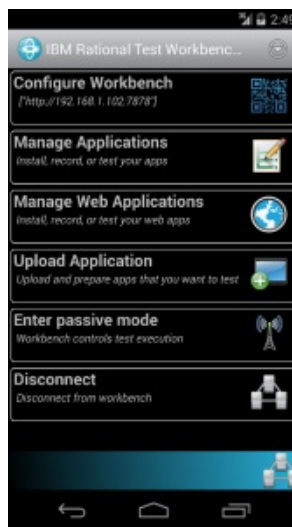 2:49
IBM Rational Test Workbenc...
Configure Workbench
["http://192.168.1.102:7878"]
Manage Applications
Install, record, or test your apps
Manage Web Applications
Install, record, or test your web apps
Upload Application
Upload and prepare apps that you want to test
Enter passive mode
Workbench controls test execution
Disconnect
Disconnect from workbench